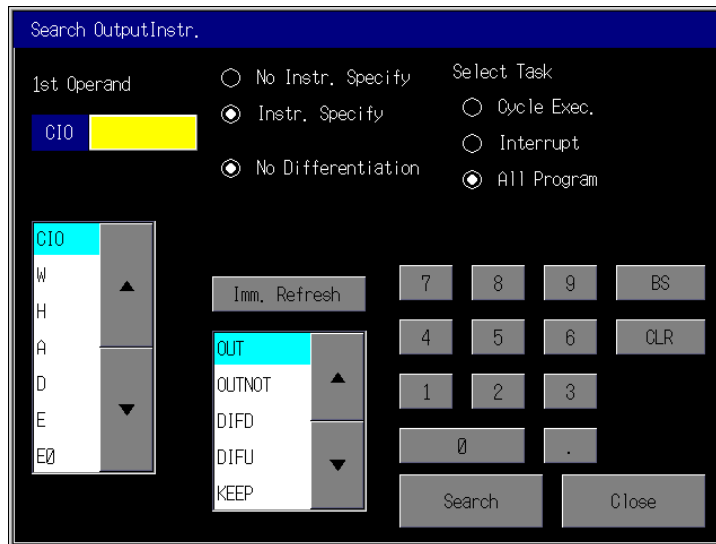 Search OutputInstr.
1st Operand
CIO
No Instr. Specify
Instr. Specify
No Differentiation
Select Task
Cycle Exec.
Interrupt
All Program
CIO
W
H
A
D
E
E0
Imm. Refresh
OUT
OUTNOT
DIFD
DIFU
KEEP
7 8 9 BS
4 5 6 CLR
1 2 3
0 .
Search Close